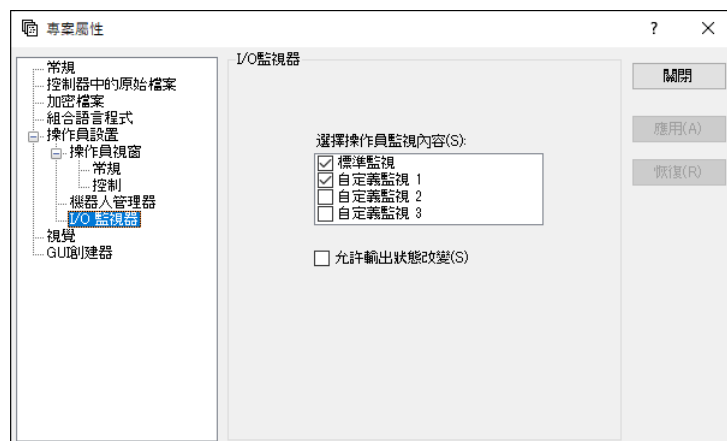 專案屬性
常規
控制器中的原始檔案
加密檔案
組合語言程式
操作員設置
操作員視窗
常規
控制
機器人管理器
I/O 監視器
視覺
GUI創建器
I/O監視器
選擇操作員監視內容(S):
標準監視
自定義監視 1
自定義監視 2
自定義監視 3
允許輸出狀態改變(S)
關閉
應用(A)
恢復(R)